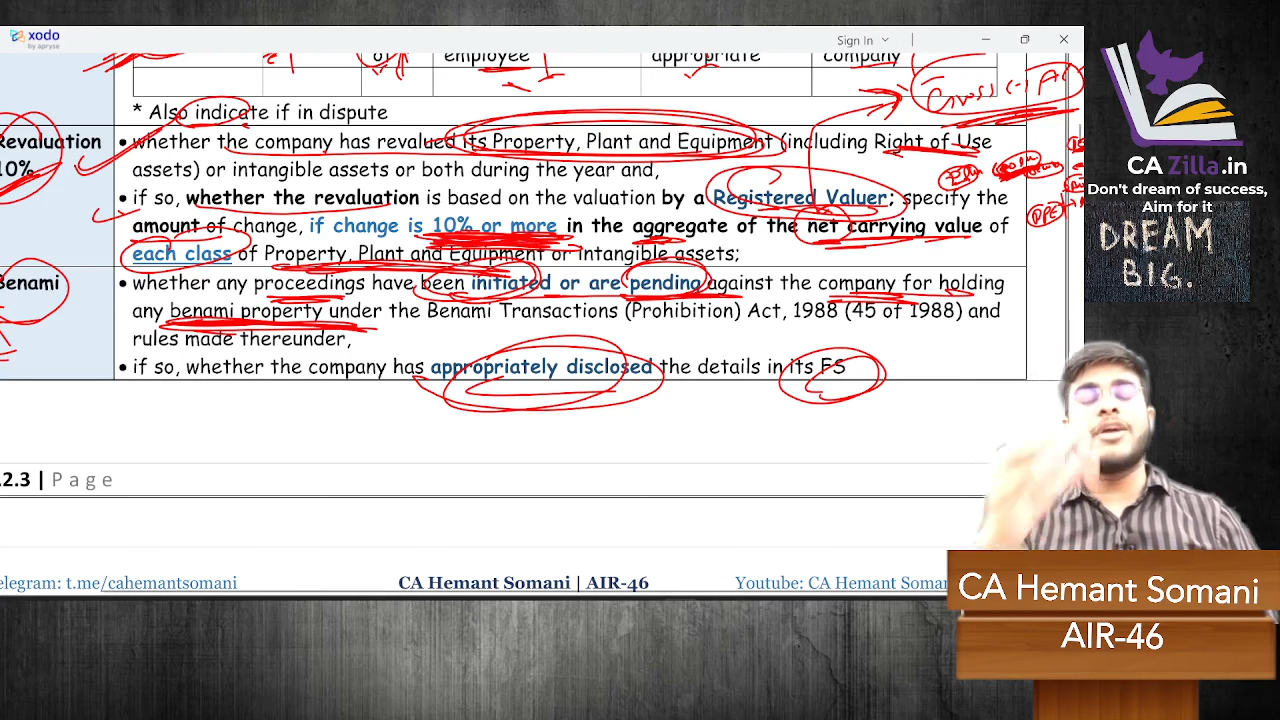 xodo
by apryse
Sign In
of employee appropriate company
* Also indicate if in dispute
Revaluation
10%
• whether the company has revalued its Property, Plant and Equipment (including Right of Use
assets) or intangible assets or both during the year and,
• if so, whether the revaluation is based on the valuation by a Registered Valuer; specify the
amount of change, if change is 10% or more in the aggregate of the net carrying value of
each class of Property, Plant and Equipment or intangible assets;
Benami
• whether any proceedings have been initiated or are pending against the company for holding
any benami property under the Benami Transactions (Prohibition) Act, 1988 (45 of 1988) and
rules made thereunder,
• if so, whether the company has appropriately disclosed the details in its FS
.2.3 | Page
elegram: t.me/cahemantsomani CA Hemant Somani | AIR-46 Youtube: CA Hemant Soman
Gross (-) A
PPE
CA Zilla.in
Don't dream of success,
Aim for it
DREAM
BIG.
CA Hemant Somani
AIR-46